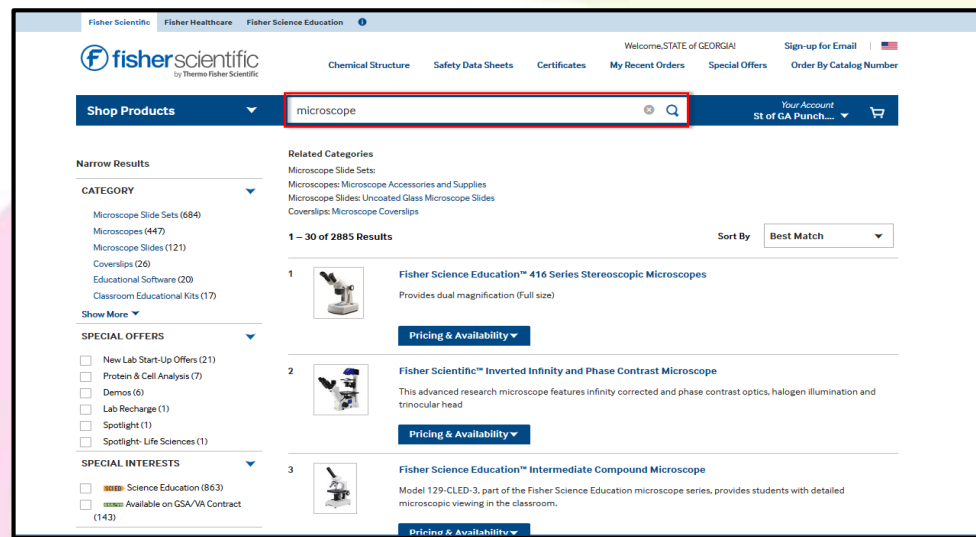 Fisher Scientific Fisher Healthcare Fisher Science Education
Welcome,STATE of GEORGIA! Sign-up for Email
fisherscientific
by Thermo Fisher Scientific
Chemical Structure Safety Data Sheets Certificates My Recent Orders Special Offers Order By Catalog Number
Shop Products
microscope
Your Account
St of GA Punch....
Narrow Results
CATEGORY
Microscope Slide Sets (684)
Microscopes (447)
Microscope Slides (121)
Coverslips (26)
Educational Software (20)
Classroom Educational Kits (17)
Show More
SPECIAL OFFERS
New Lab Start-Up Offers (21)
Protein & Cell Analysis (7)
Demos (6)
Lab Recharge (1)
Spotlight (1)
Spotlight- Life Sciences (1)
SPECIAL INTERESTS
Science Education (863)
Available on GSA/VA Contract
(143)
Related Categories
Microscope Slide Sets:
Microscopes: Microscope Accessories and Supplies
Microscope Slides: Uncoated Glass Microscope Slides
Coverslips: Microscope Coverslips
1 – 30 of 2885 Results
Sort By Best Match
1 Fisher Science Education™ 416 Series Stereoscopic Microscopes
Provides dual magnification (Full size)
Pricing & Availability
2 Fisher Scientific™ Inverted Infinity and Phase Contrast Microscope
This advanced research microscope features infinity corrected and phase contrast optics, halogen illumination and
trinocular head
Pricing & Availability
3 Fisher Science Education™ Intermediate Compound Microscope
Model 129-CLED-3, part of the Fisher Science Education microscope series, provides students with detailed
microscopic viewing in the classroom.
Pricing & Availability